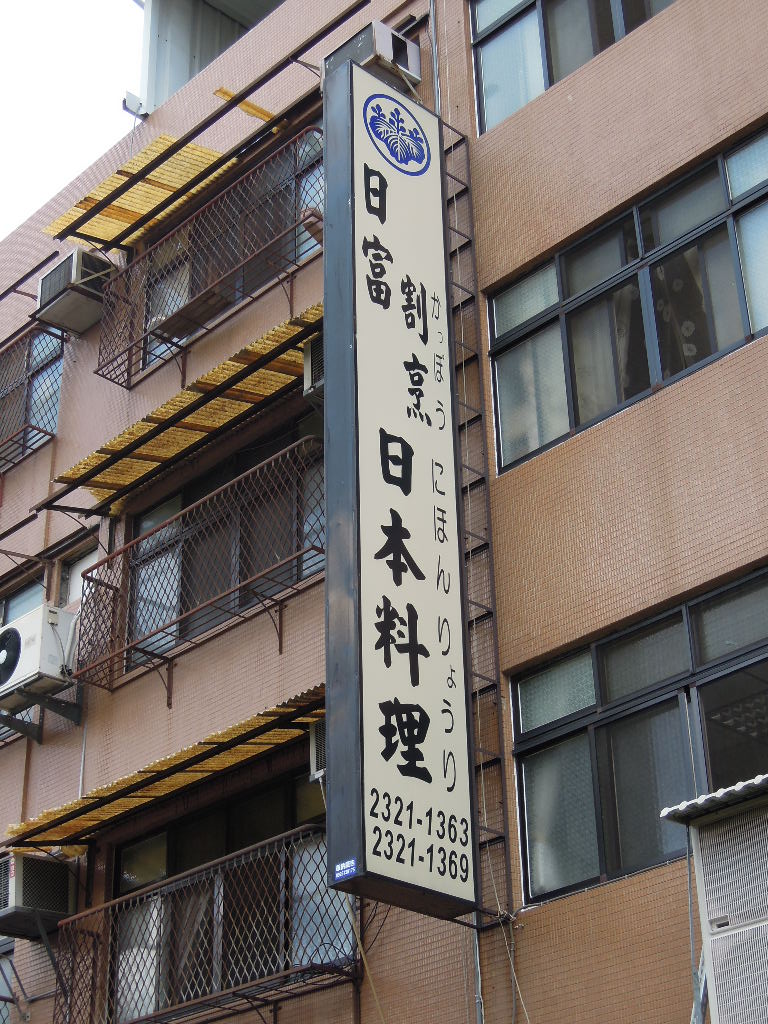 日富
割烹
かっぽう
日本料理
にほんりょうり
2321-1363
2321-1369